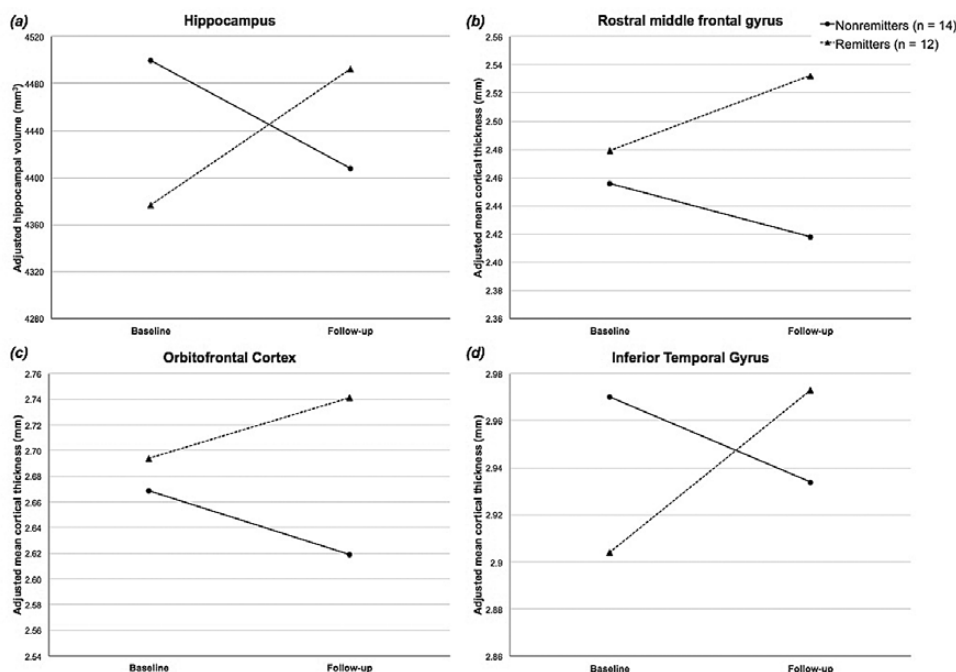 (a)
Hippocampus
Adjusted hippocampal volume (mm³)
4520
4480
4440
4400
4360
4320
4280
Baseline
Follow-up
(b)
Rostral middle frontal gyrus
Nonremitters (n = 14)
Remitters (n = 12)
Adjusted mean cortical thickness (mm)
2.56
2.54
2.53
2.50
2.48
2.46
2.44
2.42
2.40
2.38
2.36
Baseline
Follow-up
(c)
Orbitofrontal Cortex
Adjusted mean cortical thickness (mm)
2.76
2.74
2.72
2.70
2.68
2.66
2.64
2.62
2.60
2.58
2.56
2.54
Baseline
Follow-up
(d)
Inferior Temporal Gyrus
Adjusted mean cortical thickness (mm)
2.98
2.96
2.94
2.92
2.9
2.88
2.86
Baseline
Follow-up